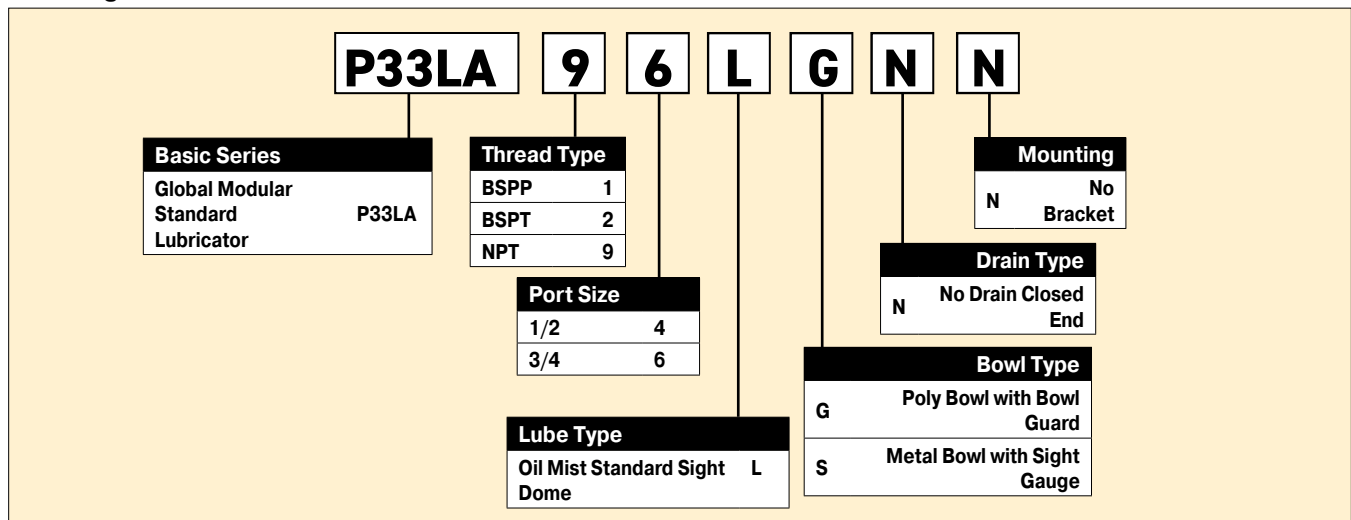 P33LA 9 6 L G N N
Basic Series
Global Modular
Standard P33LA
Lubricator
Thread Type
BSPP 1
BSPT 2
NPT 9
Port Size
1/2 4
3/4 6
Lube Type
Oil Mist Standard Sight L
Dome
Mounting
No
N
Bracket
Drain Type
No Drain Closed
N
End
Bowl Type
Poly Bowl with Bowl
G
Guard
Metal Bowl with Sight
S
Gauge